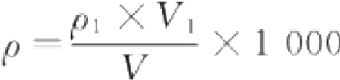 ρ = ρ₁ × V₁ / V × 1 000